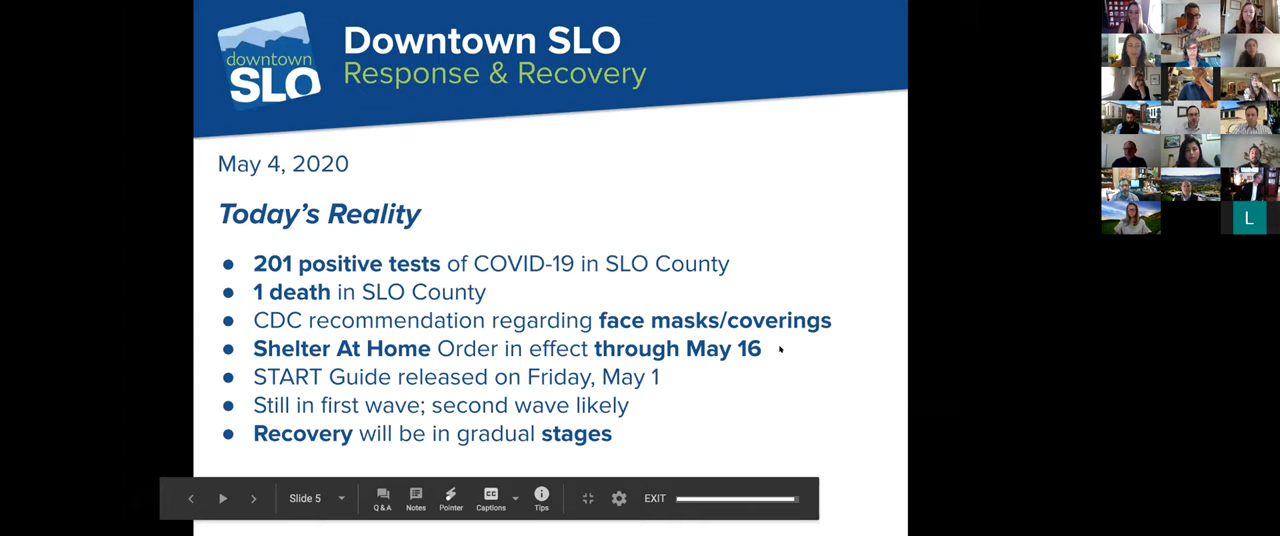 downtown
SLO
Downtown SLO
Response & Recovery
May 4, 2020
Today's Reality
● 201 positive tests of COVID-19 in SLO County
● 1 death in SLO County
● CDC recommendation regarding face masks/coverings
● Shelter At Home Order in effect through May 16
● START Guide released on Friday, May 1
● Still in first wave; second wave likely
● Recovery will be in gradual stages
Slide 5
Q & A
Notes
Pointer
CC
Captions
Tips
EXIT
L